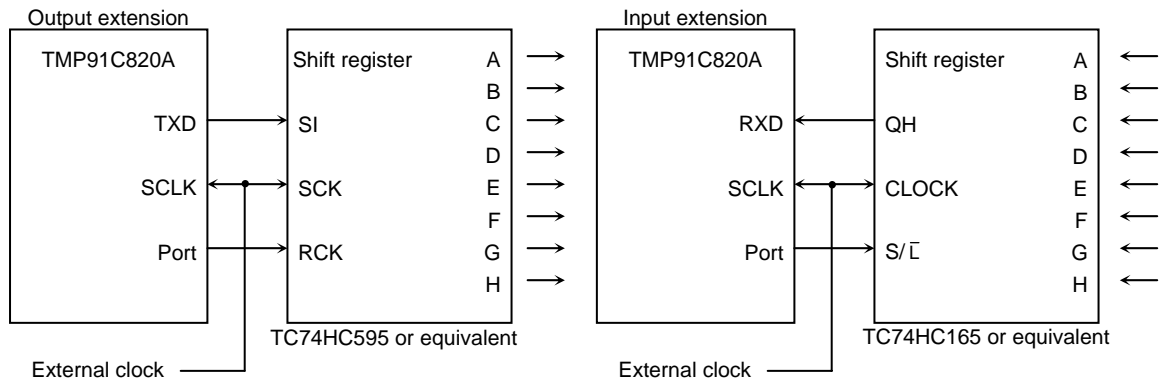 Output extension
TMP91C820A
TXD
SCLK
Port
Shift register
SI
SCK
RCK
A
B
C
D
E
F
G
H
TC74HC595 or equivalent
External clock
Input extension
TMP91C820A
RXD
SCLK
Port
Shift register
QH
CLOCK
S/L̅
A
B
C
D
E
F
G
H
TC74HC165 or equivalent
External clock